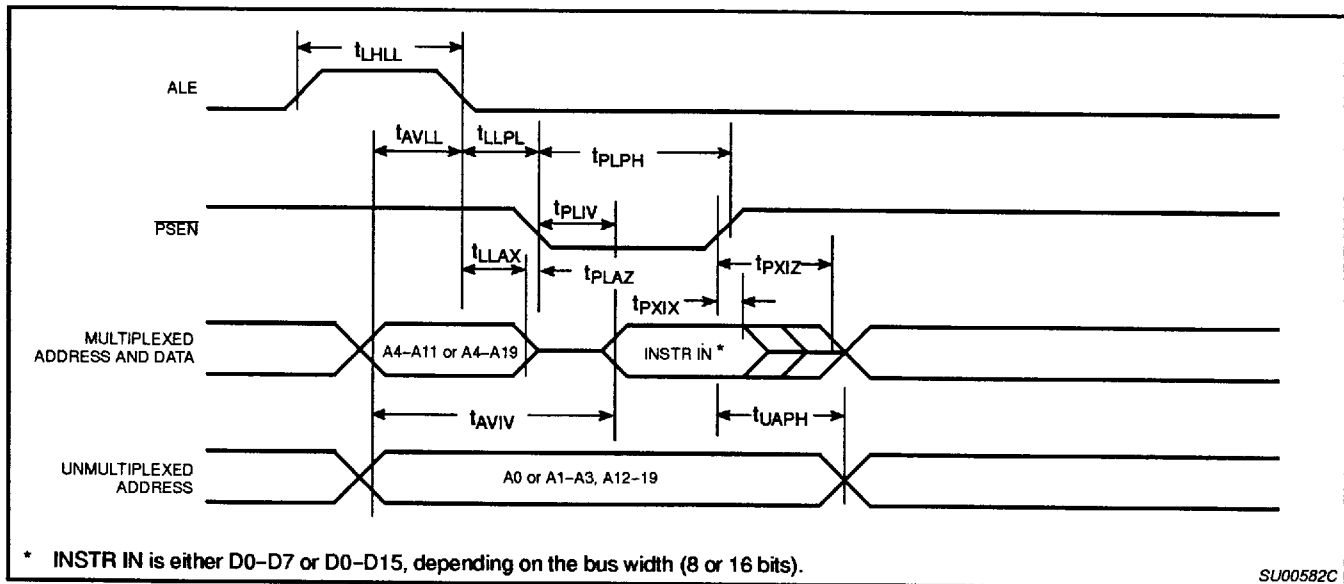 tLHLL
ALE
tAVLL
tLLPL
tPLPH
PSEN
tPLIV
tLLAX
tPLAZ
tPXIZ
tPXIX
MULTIPLEXED
ADDRESS AND DATA
A4–A11 or A4–A19
INSTR IN *
tAVIV
tUAPH
UNMULTIPLEXED
ADDRESS
A0 or A1–A3, A12–19
* INSTR IN is either D0–D7 or D0–D15, depending on the bus width (8 or 16 bits).
SU00582C